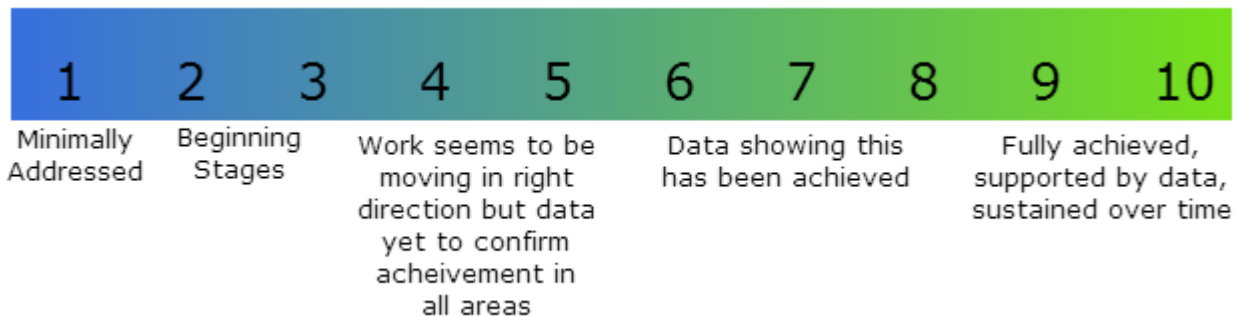 1 2 3 4 5 6 7 8 9 10
Minimally
Addressed
Beginning
Stages
Work seems to be
moving in right
direction but data
yet to confirm
acheivement in
all areas
Data showing this
has been achieved
Fully achieved,
supported by data,
sustained over time